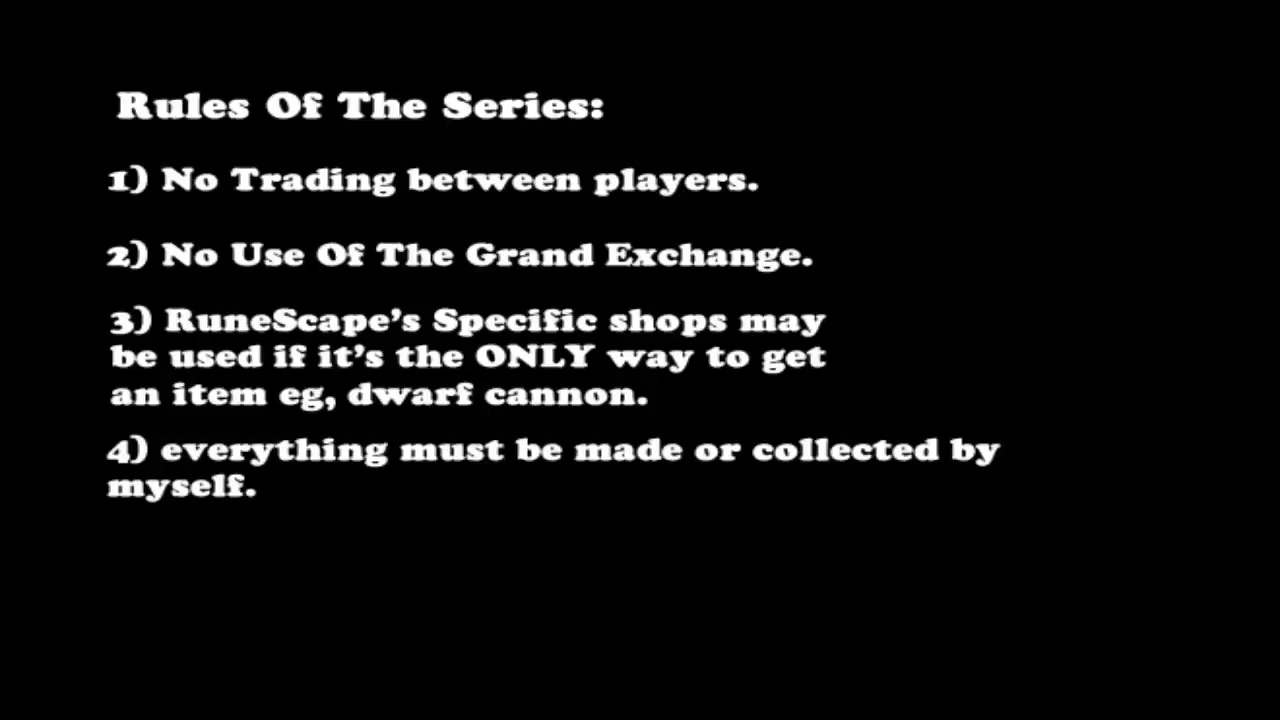 Rules Of The Series:
1) No Trading between players.
2) No Use Of The Grand Exchange.
3) RuneScape’s Specific shops may
be used if it’s the ONLY way to get
an item eg, dwarf cannon.
4) everything must be made or collected by
myself.